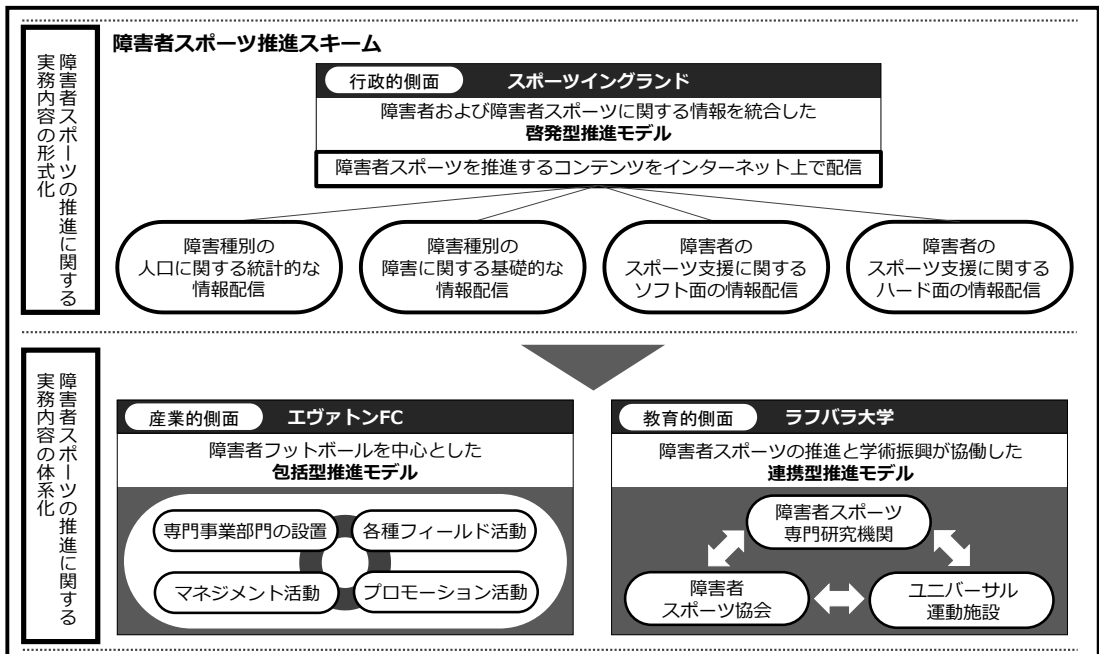 障害者スポーツ推進スキーム
障害者スポーツの推進に関する
実務内容の形式化
行政的側面 スポーツイングランド
障害者および障害者スポーツに関する情報を統合した
啓発型推進モデル
障害者スポーツを推進するコンテンツをインターネット上で配信
障害種別の
人口に関する統計的な
情報配信
障害種別の
障害に関する基礎的な
情報配信
障害者の
スポーツ支援に関する
ソフト面の情報配信
障害者の
スポーツ支援に関する
ハード面の情報配信
障害者スポーツの推進に関する
実務内容の体系化
産業的側面 エヴァトンFC
障害者フットボールを中心とした
包括型推進モデル
専門事業部門の設置
各種フィールド活動
マネジメント活動
プロモーション活動
教育的側面 ラフバラ大学
障害者スポーツの推進と学術振興が協働した
連携型推進モデル
障害者スポーツ
専門研究機関
障害者
スポーツ協会
ユニバーサル
運動施設